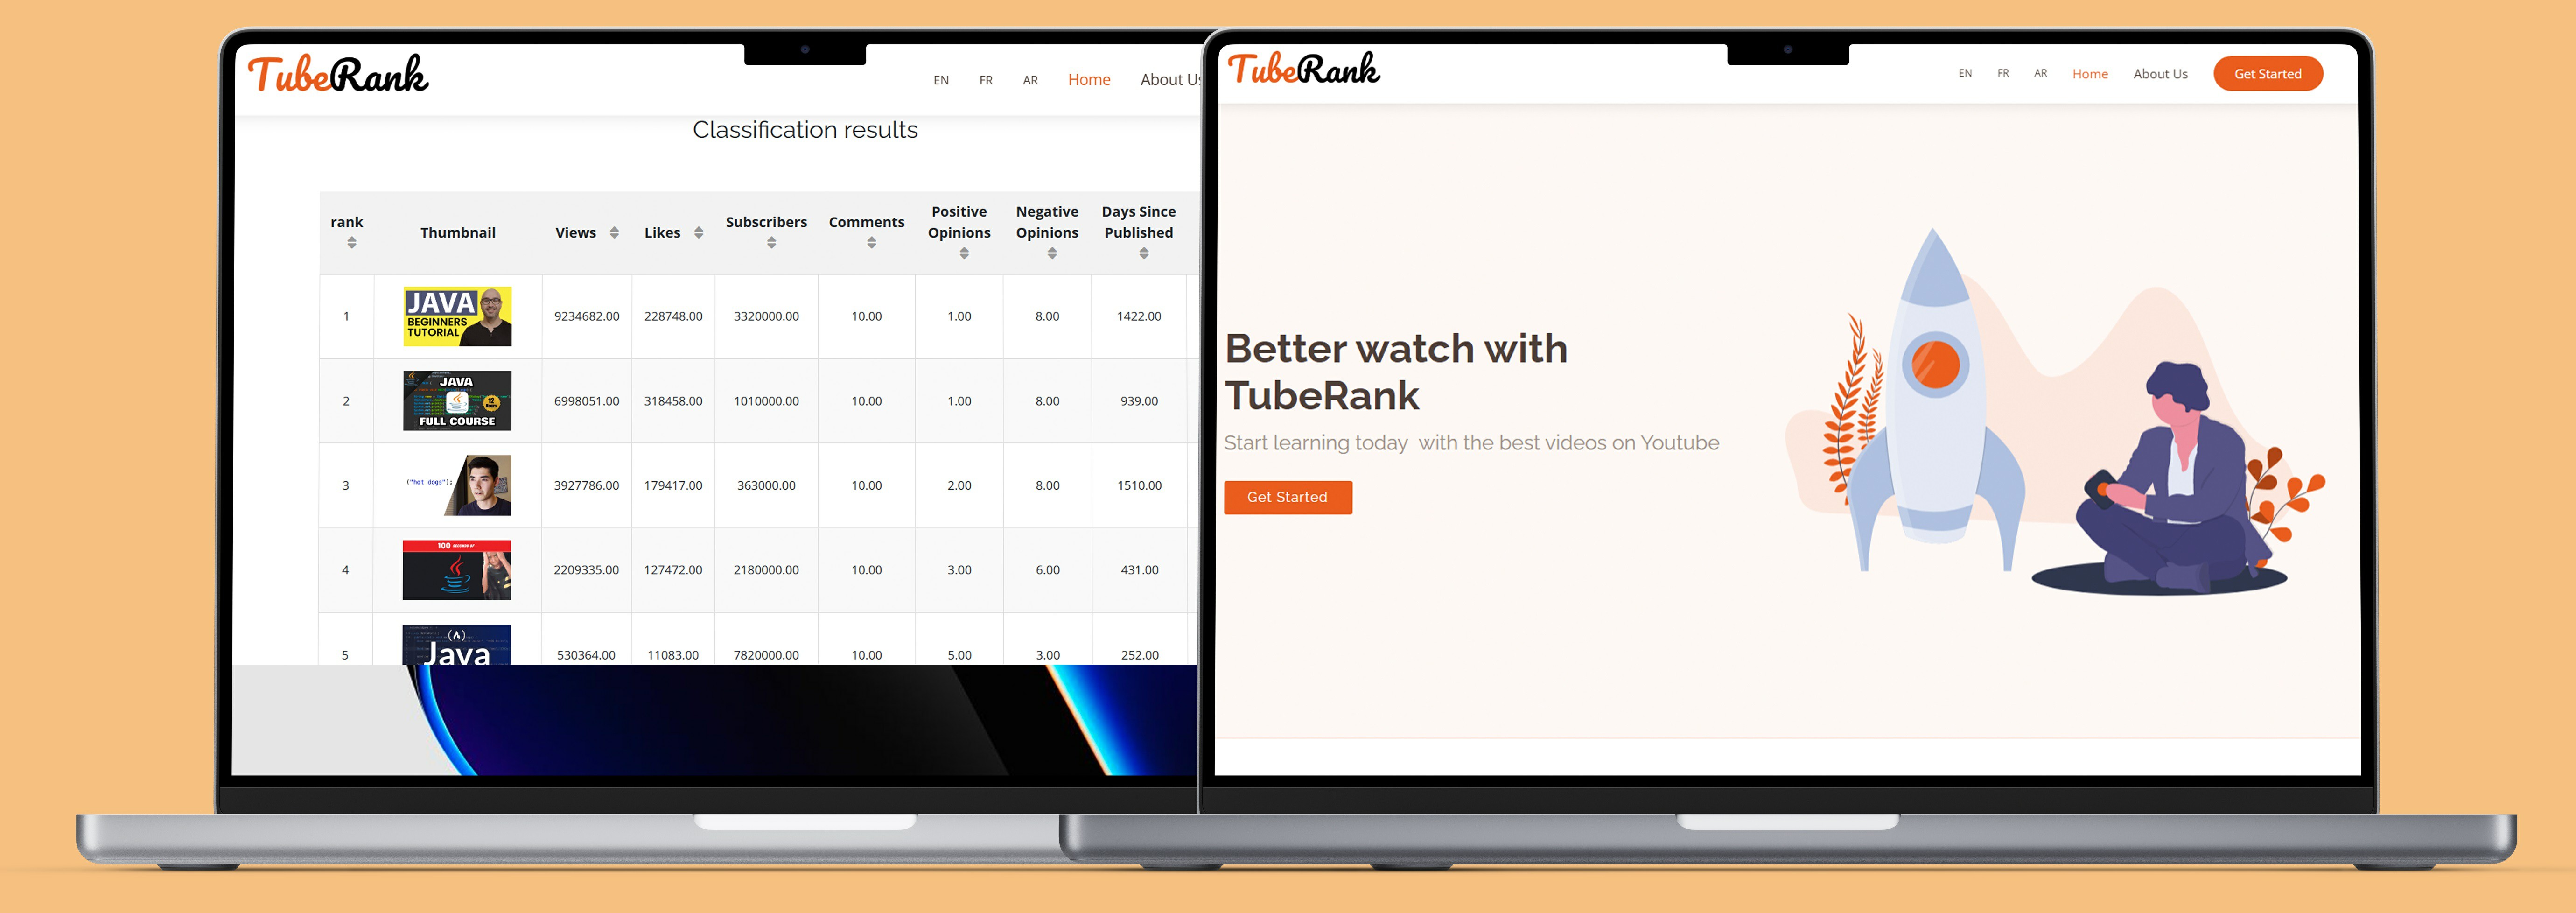 TubeRank
EN FR AR Home About Us
Classification results
rank Thumbnail Views Likes Subscribers Comments Positive Opinions Negative Opinions Days Since Published
1 JAVA BEGINNERS TUTORIAL 9234682.00 228748.00 3320000.00 10.00 1.00 8.00 1422.00
2 JAVA FULL COURSE 6998051.00 318458.00 1010000.00 10.00 1.00 8.00 939.00
3 ("hot dogs"); 3927786.00 179417.00 363000.00 10.00 2.00 8.00 1510.00
4 100 SECONDS OF 2209335.00 127472.00 2180000.00 10.00 3.00 6.00 431.00
5 Java 530364.00 11083.00 7820000.00 10.00 5.00 3.00 252.00
TubeRank
EN FR AR Home About Us Get Started
Better watch with
TubeRank
Start learning today with the best videos on Youtube
Get Started